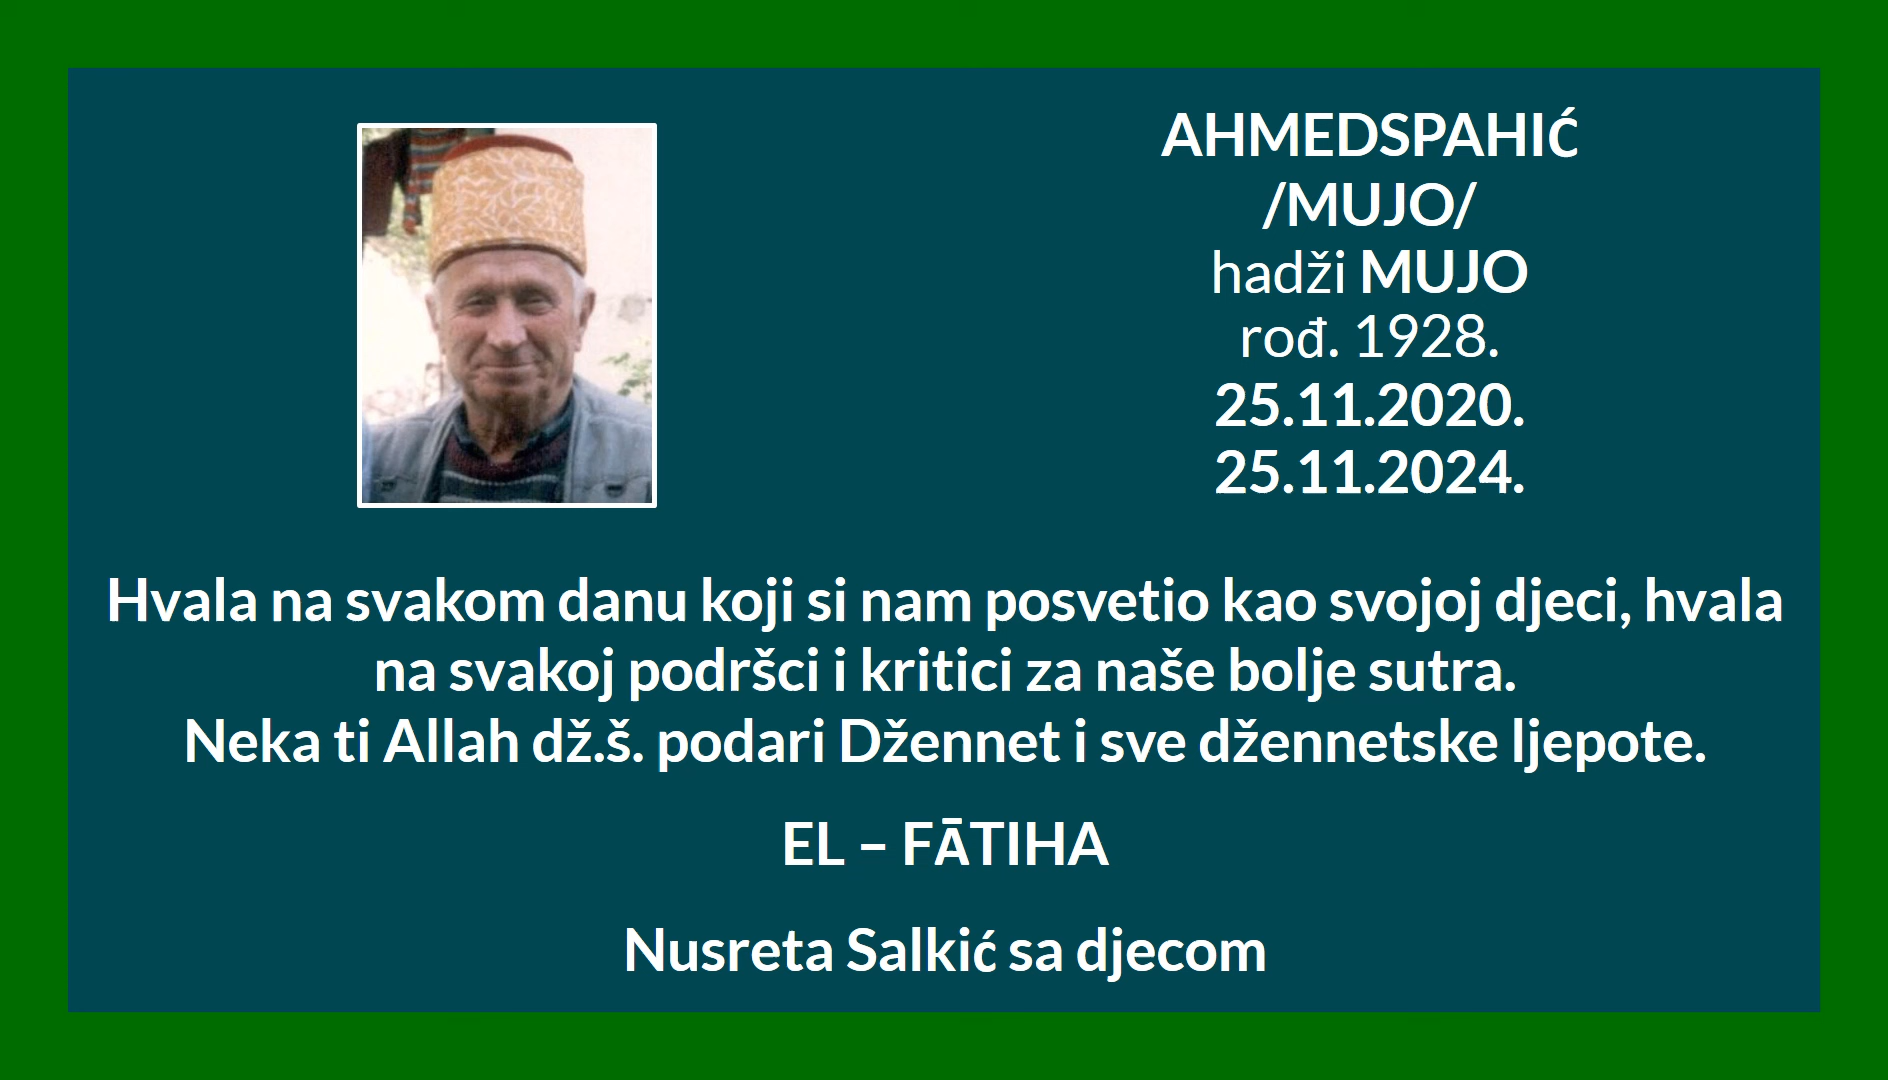 AHMEDSPAHIĆ
/MUJO/
hadži MUJO
rođ. 1928.
25.11.2020.
25.11.2024.
Hvala na svakom danu koji si nam posvetio kao svojoj djeci, hvala
na svakoj podršci i kritici za naše bolje sutra.
Neka ti Allah dž.š. podari Džennet i sve džennetske ljepote.
EL – FĀTIHA
Nusreta Salkić sa djecom